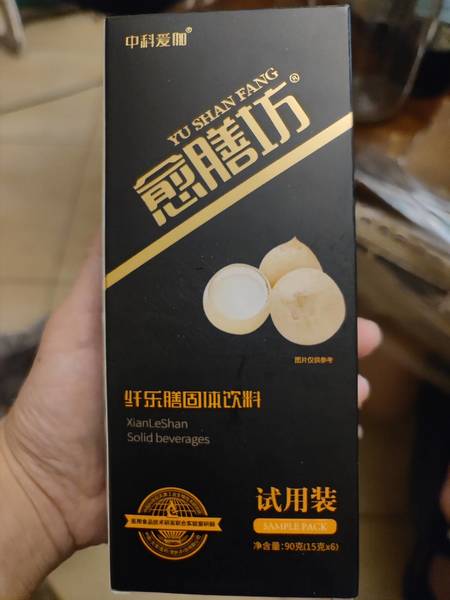 中科爱伽®
YU SHAN FANG
愈膳坊®
图片仅供参考
纤乐膳固体饮料
XianLeShan
Solid beverages
试用装
SAMPLE PACK
净含量:90克(15克x6)